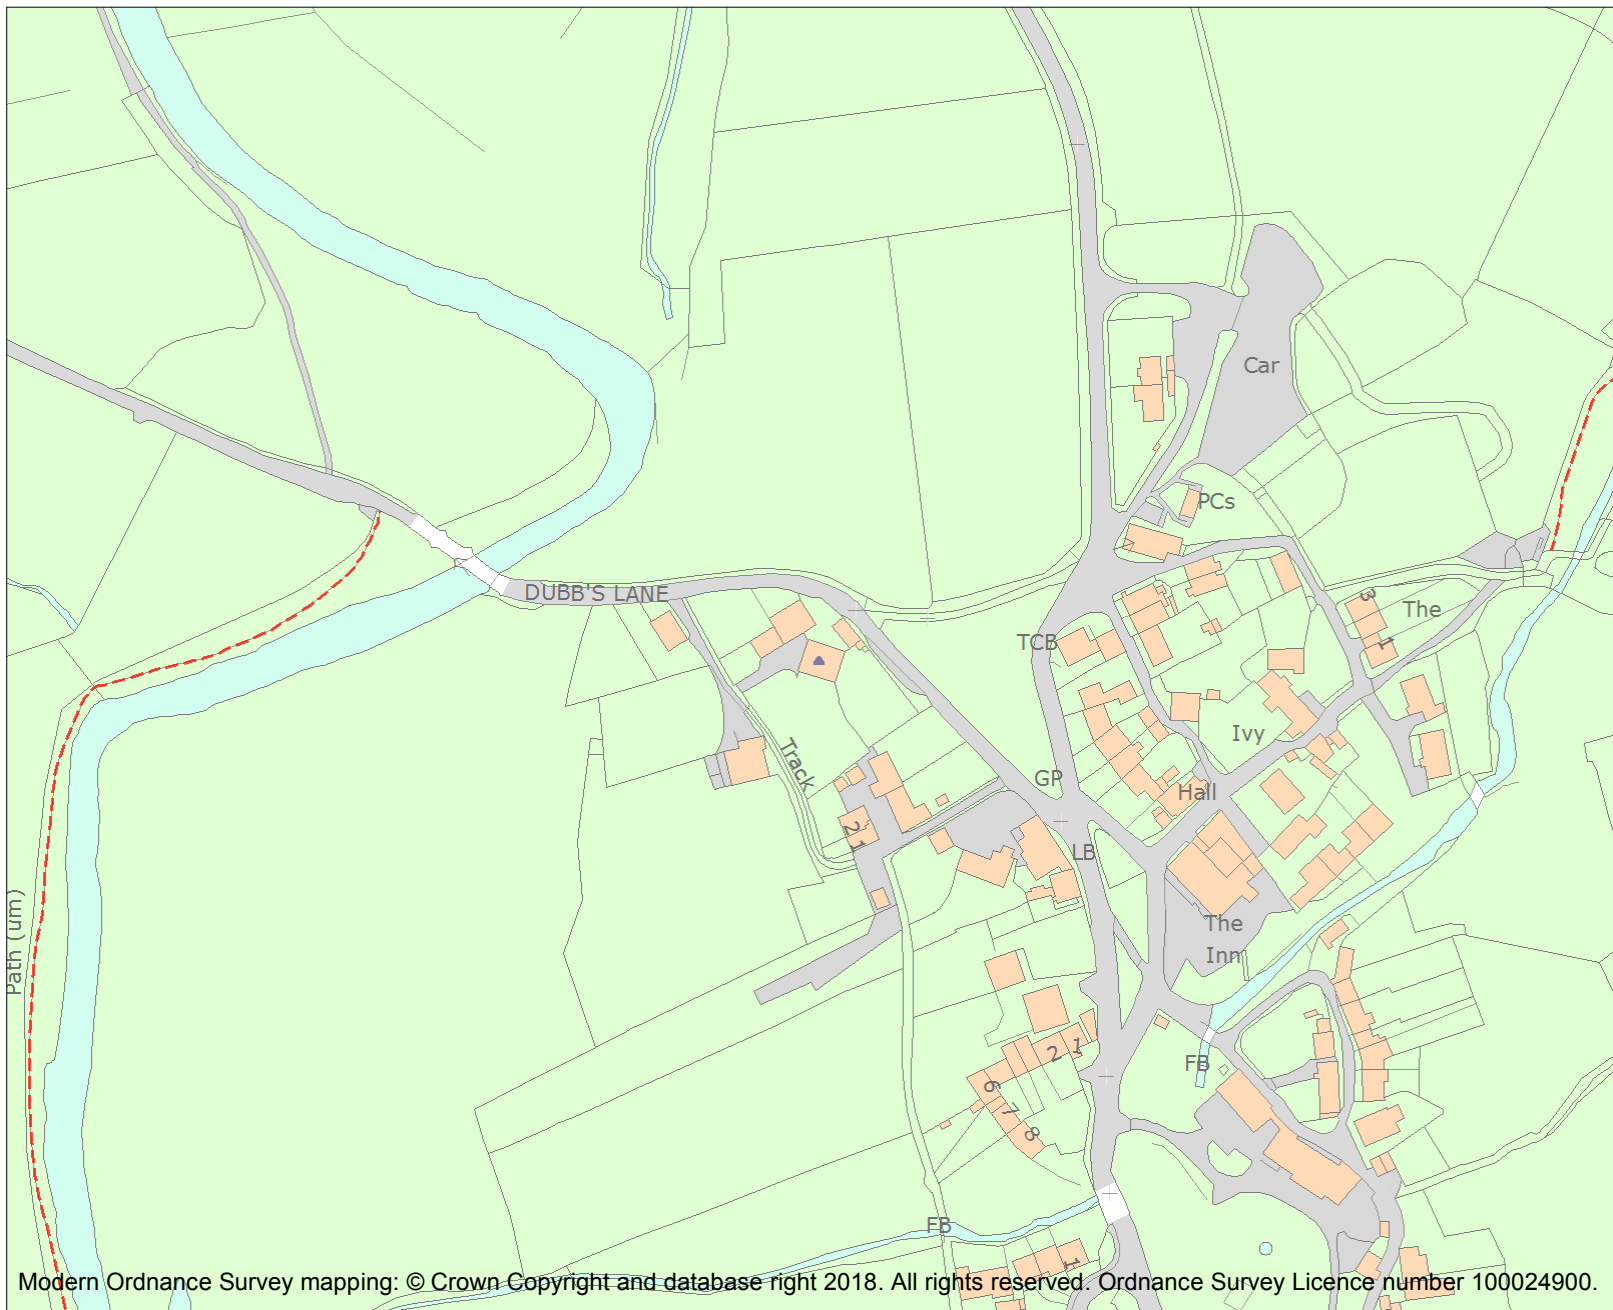 Car
PCs
DUBB'S LANE
3
The
1
TCB
Ivy
Track
GP
Hall
2
1
LB
The
Inn
Path (um)
2
1
FB
6
7
8
FB
1
Modern Ordnance Survey mapping: © Crown Copyright and database right 2018. All rights reserved. Ordnance Survey Licence number 100024900.